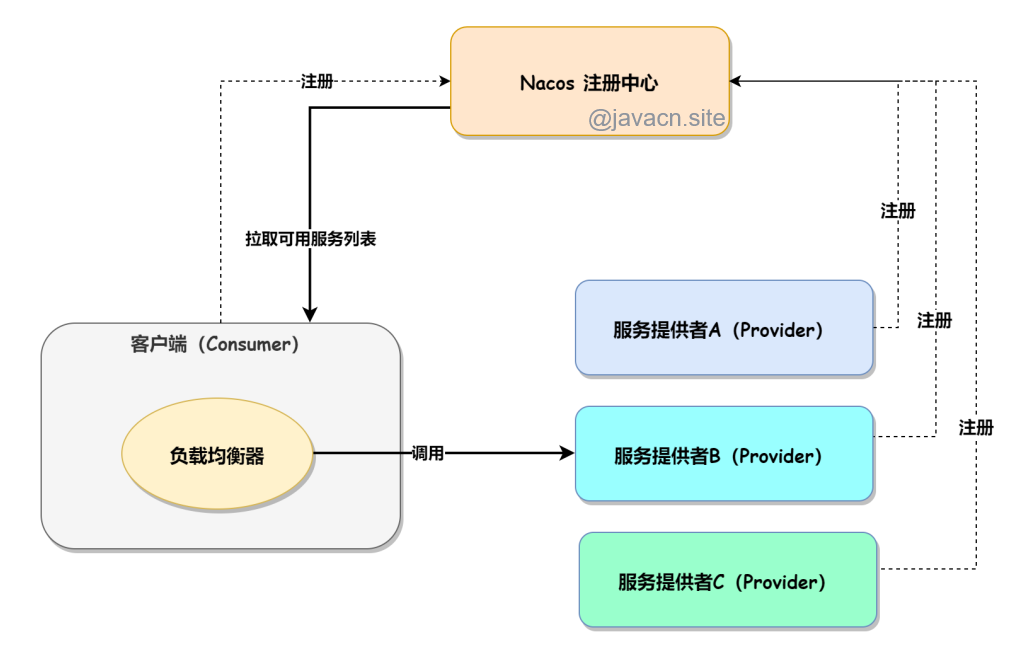 注册
Nacos 注册中心
@javacn.site
注册
拉取可用服务列表
服务提供者A（Provider）
注册
客户端（Consumer）
注册
负载均衡器
调用
服务提供者B（Provider）
服务提供者C（Provider）